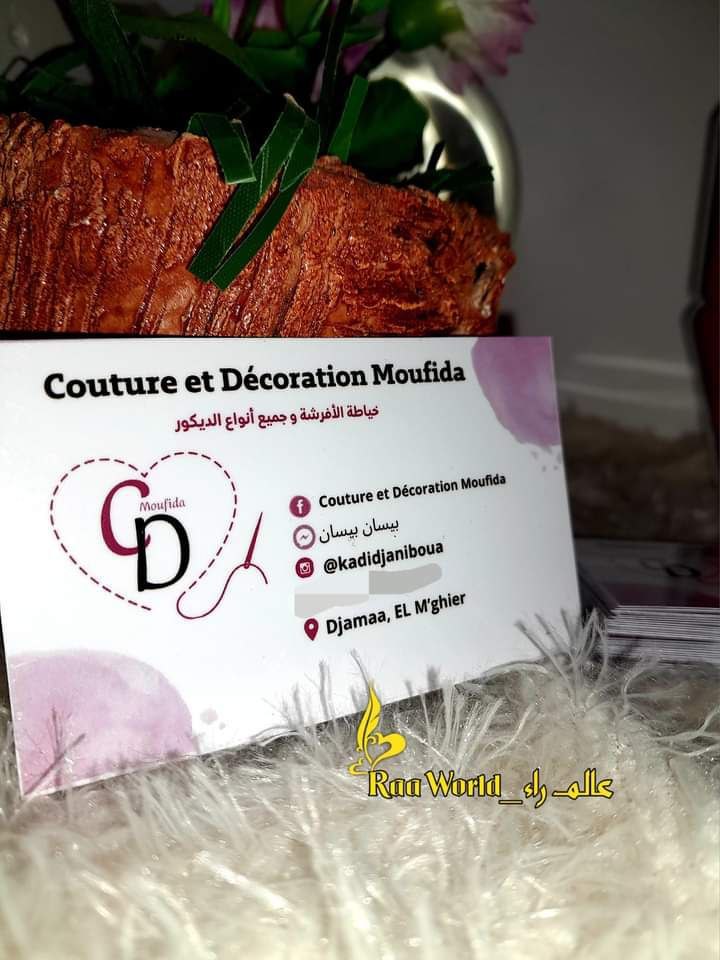 Couture et Décoration Moufida
خياطة الأفرشة و جميع أنواع الديكور
C Moufida
D
Couture et Décoration Moufida
بيسان بيسان
@kadidjaniboua
Djamaa, EL M'ghier
Raa World_عالم راء